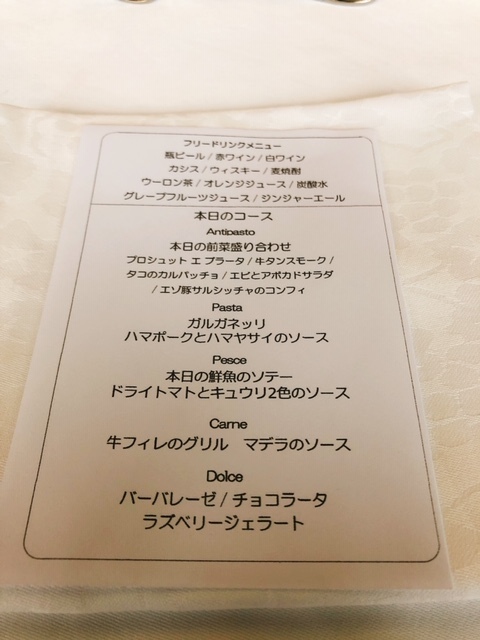 フリードリンクメニュー
瓶ビール / 赤ワイン / 白ワイン
カシス / ウィスキー / 麦焼酎
ウーロン茶 / オレンジジュース / 炭酸水
グレープフルーツジュース / ジンジャーエール
本日のコース
Antipasto
本日の前菜盛り合わせ
プロシュット エ ブラータ / 牛タンスモーク /
タコのカルパッチョ / エビとアボカドサラダ
/ エゾ豚サルシッチャのコンフィ
Pasta
ガルガネッリ
ハマポークとハマヤサイのソース
Pesce
本日の鮮魚のソテー
ドライトマトとキュウリ2色のソース
Carne
牛フィレのグリル　マデラのソース
Dolce
バーバレーゼ / チョコラータ
ラズベリージェラート